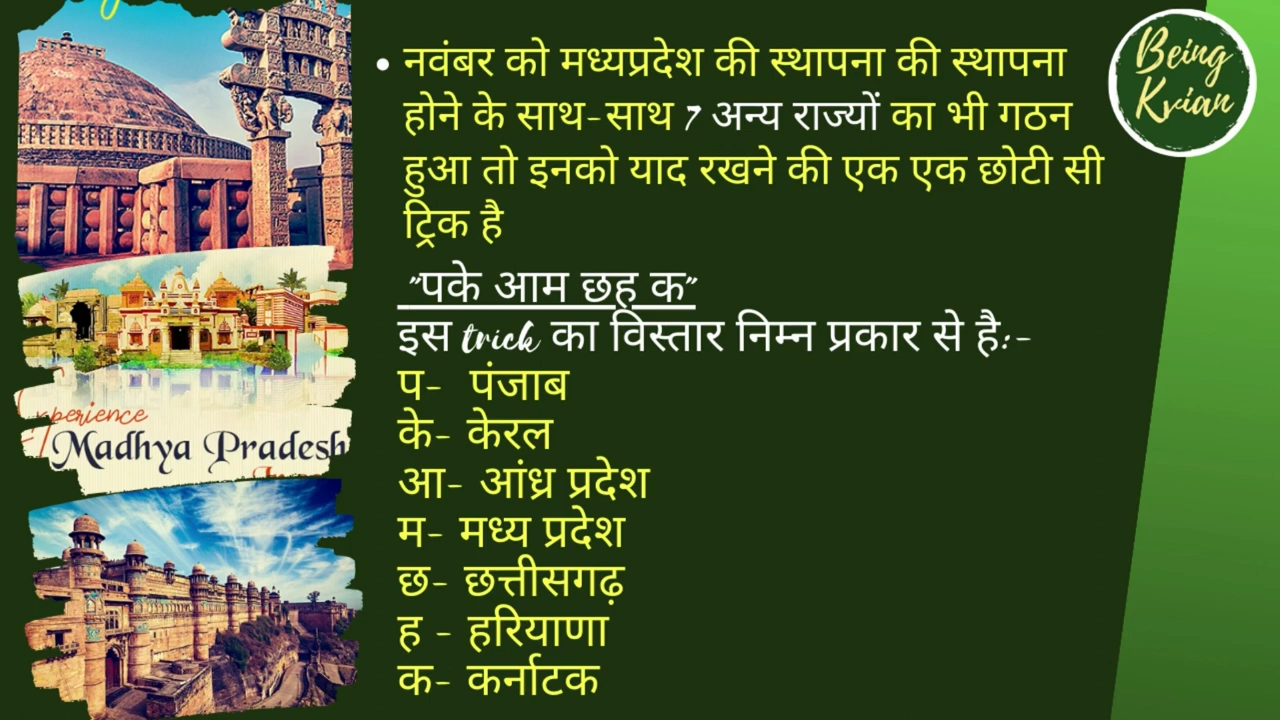 • नवंबर को मध्यप्रदेश की स्थापना की स्थापना
होने के साथ-साथ 7 अन्य राज्यों का भी गठन
हुआ तो इनको याद रखने की एक एक छोटी सी
ट्रिक है
"पके आम छह क"
इस trick का विस्तार निम्न प्रकार से है:-
प- पंजाब
के- केरल
आ- आंध्र प्रदेश
म- मध्य प्रदेश
छ- छत्तीसगढ़
ह - हरियाणा
क- कर्नाटक
Being
Kvian
Experience
Madhya Pradesh